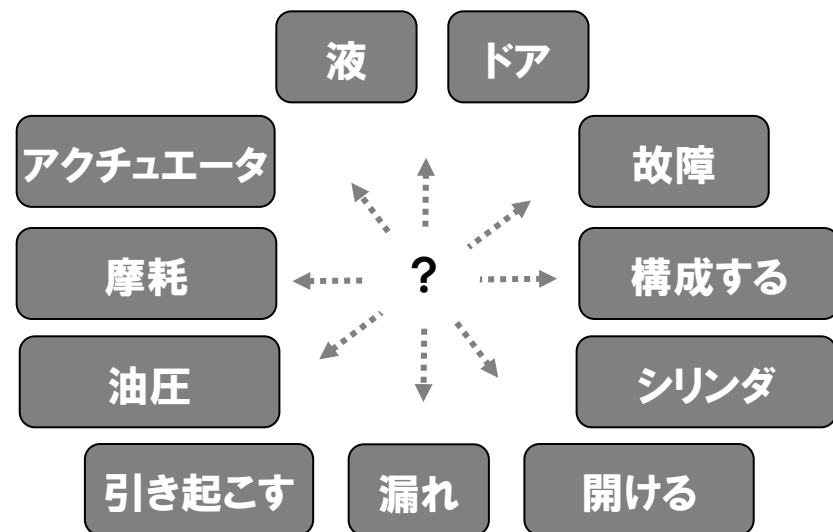 液
ドア
アクチュエータ
故障
摩耗
?
構成する
油圧
シリンダ
引き起こす
漏れ
開ける